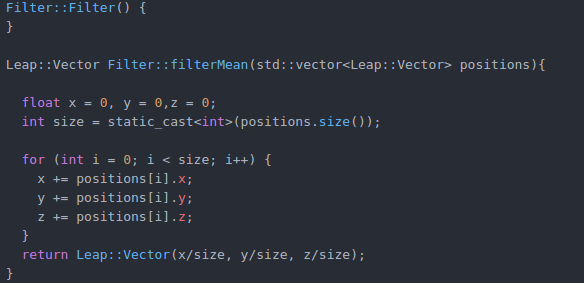 Filter::Filter() {
}
Leap::Vector Filter::filterMean(std::vector<Leap::Vector> positions){
float x = 0, y = 0,z = 0;
int size = static_cast<int>(positions.size());
for (int i = 0; i < size; i++) {
x += positions[i].x;
y += positions[i].y;
z += positions[i].z;
}
return Leap::Vector(x/size, y/size, z/size);
}